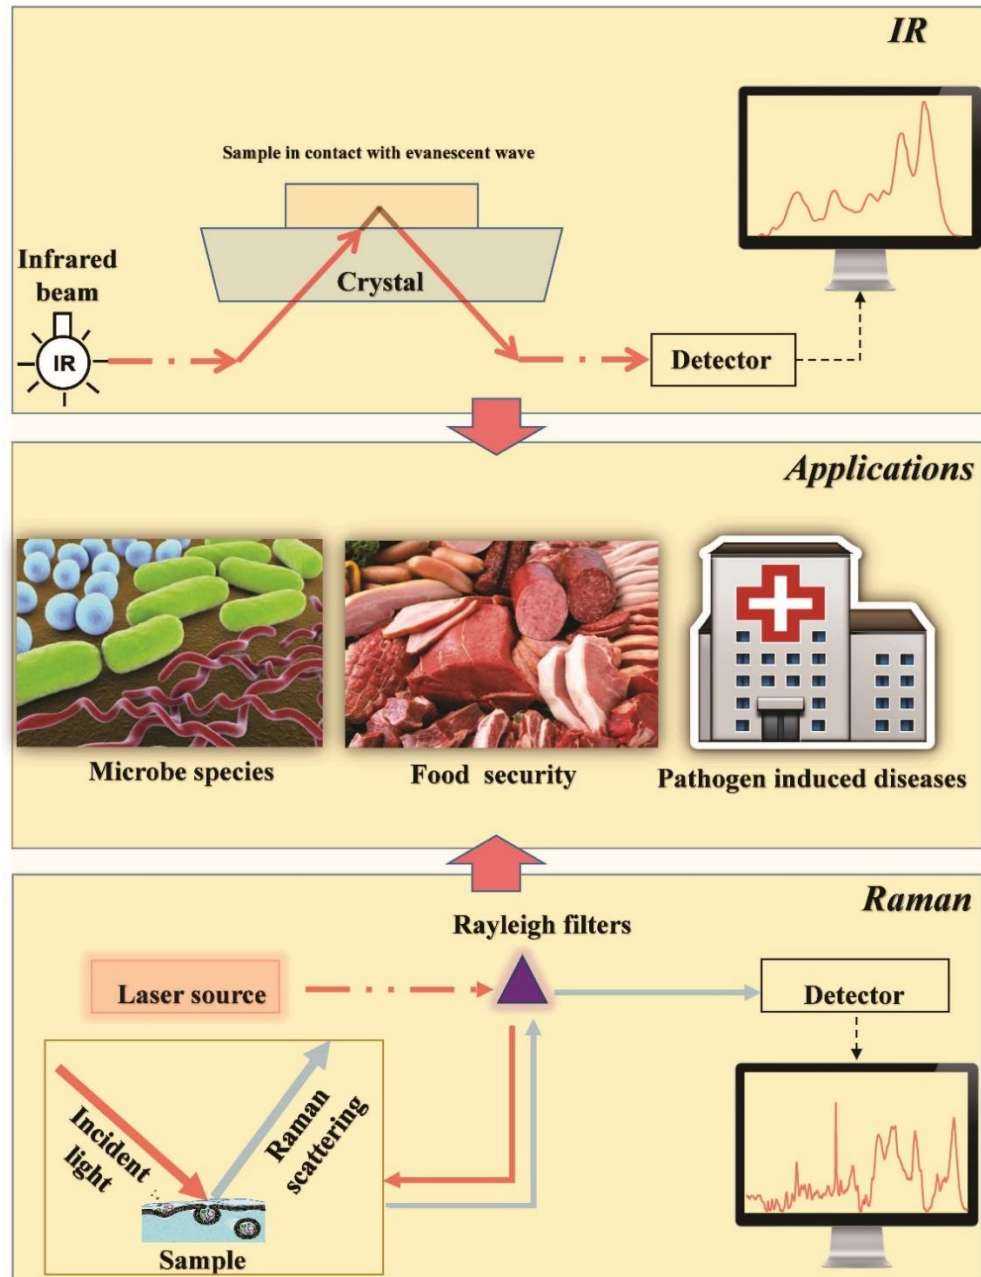 IR
Sample in contact with evanescent wave
Infrared
beam
IR
Crystal
Detector
Applications
Microbe species
Food security
Pathogen induced diseases
Raman
Rayleigh filters
Laser source
Detector
Incident
light
Raman
scattering
Sample